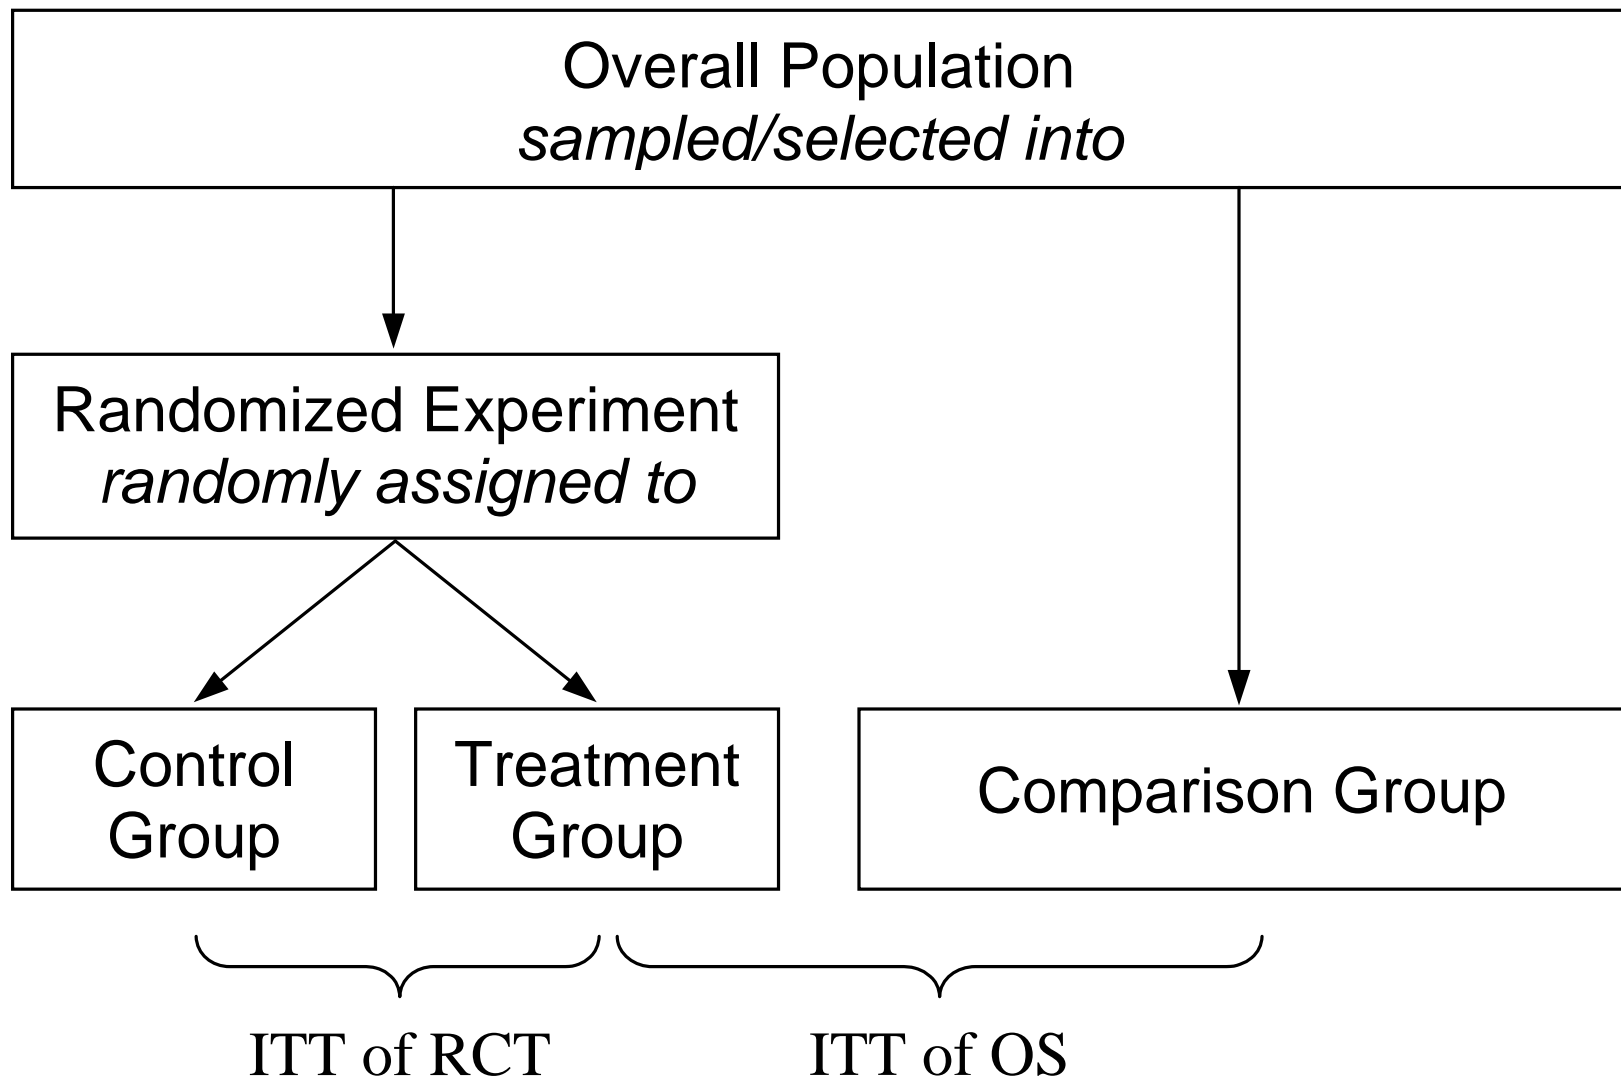 Overall Population
sampled/selected into
Randomized Experiment
randomly assigned to
Control
Group
Treatment
Group
Comparison Group
ITT of RCT
ITT of OS